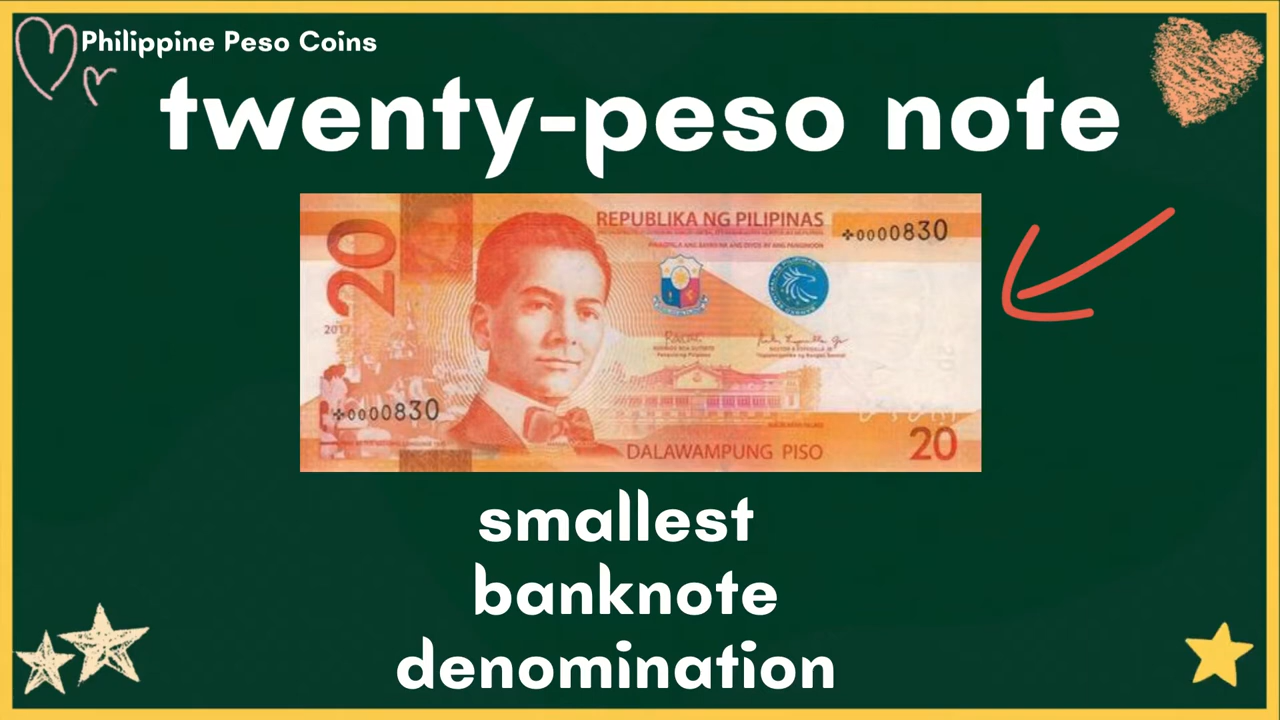 Philippine Peso Coins
twenty-peso note
20
REPUBLIKA NG PILIPINAS
0000830
2017
0000830
DALAWAMPUNG PISO
20
smallest
banknote
denomination